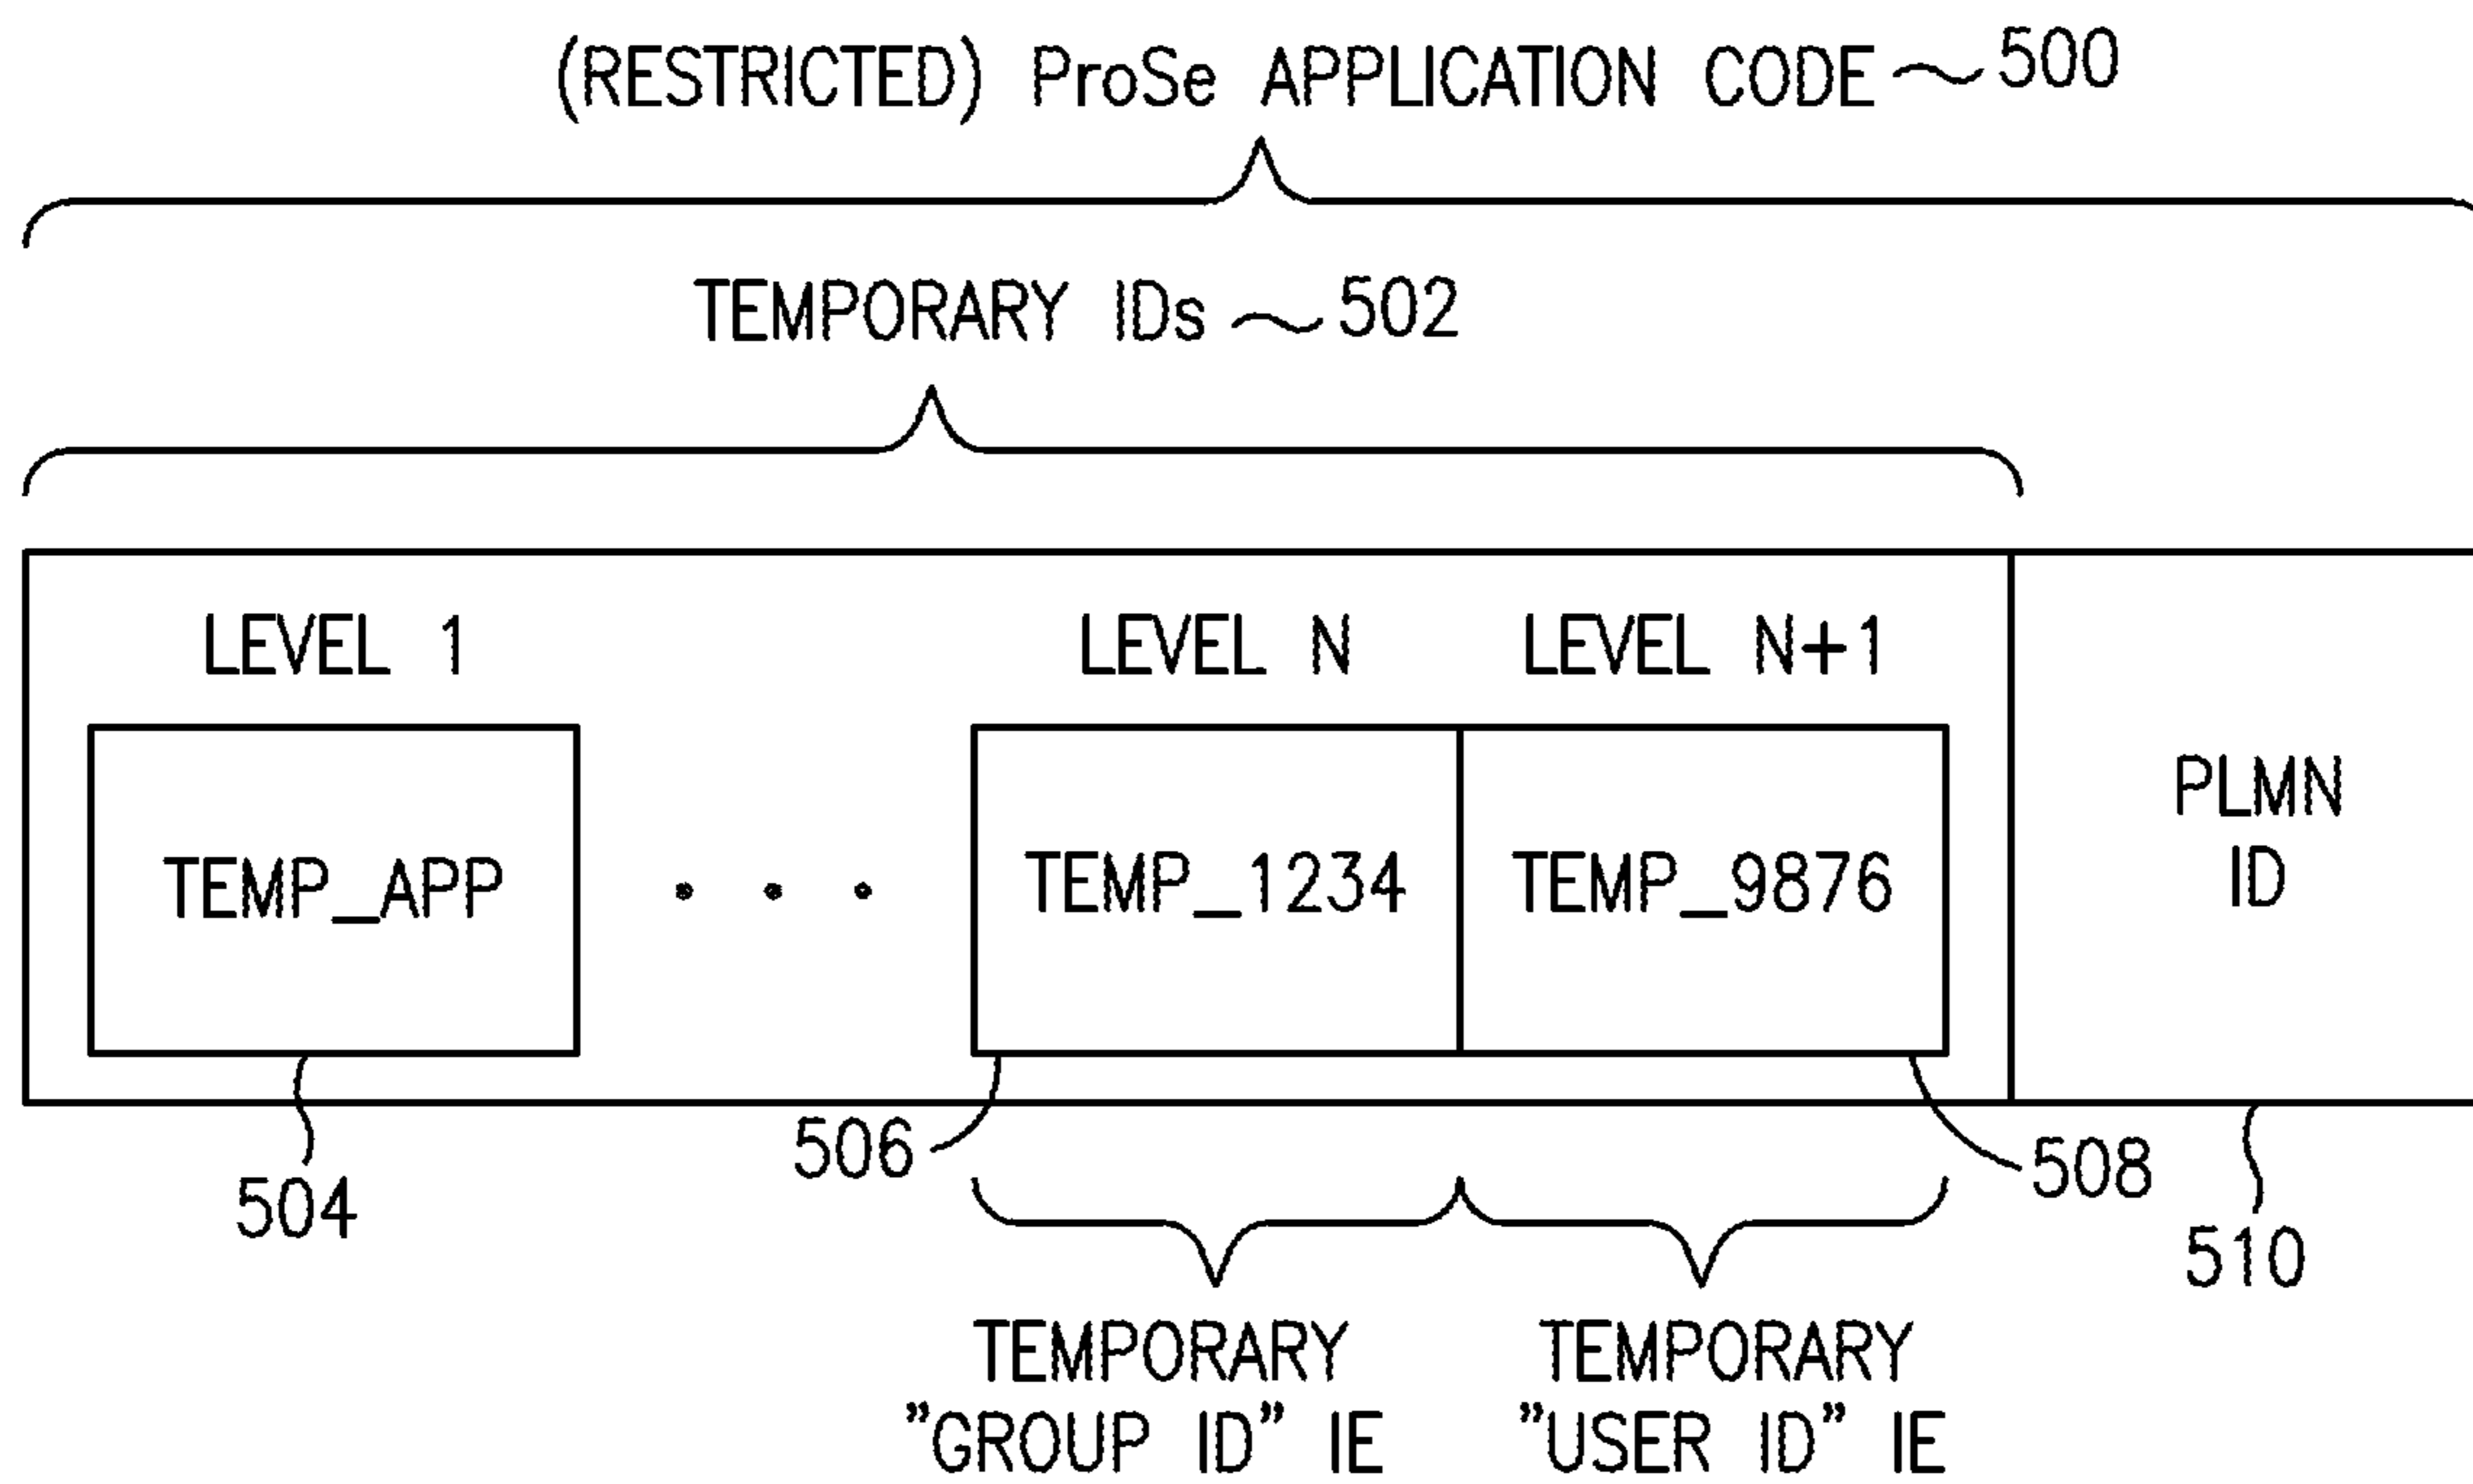 (RESTRICTED) ProSe APPLICATION CODE 500
TEMPORARY IDs 502
LEVEL 1
LEVEL N
LEVEL N+1
TEMP_APP
. . .
TEMP_1234
TEMP_9876
PLMN
ID
504
506
508
510
TEMPORARY
"GROUP ID" IE
TEMPORARY
"USER ID" IE